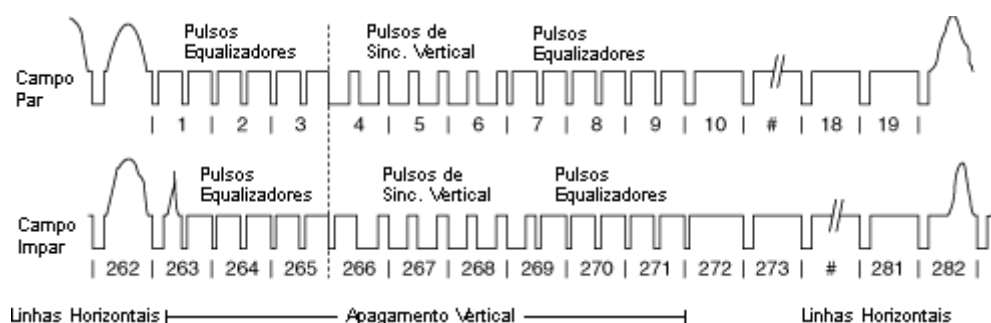 Pulsos
Equalizadores
Pulsos de
Sinc. Vertical
Pulsos
Equalizadores
Campo
Par
| 1 | 2 | 3 | 4 | 5 | 6 | 7 | 8 | 9 | 10 | # | 18 | 19 |
Pulsos
Equalizadores
Pulsos de
Sinc. Vertical
Pulsos
Equalizadores
Campo
Impar
| 262 | 263 | 264 | 265 | 266 | 267 | 268 | 269 | 270 | 271 | 272 | 273 | # | 281 | 282 |
Linhas Horizontais Apagamento Vertical Linhas Horizontais